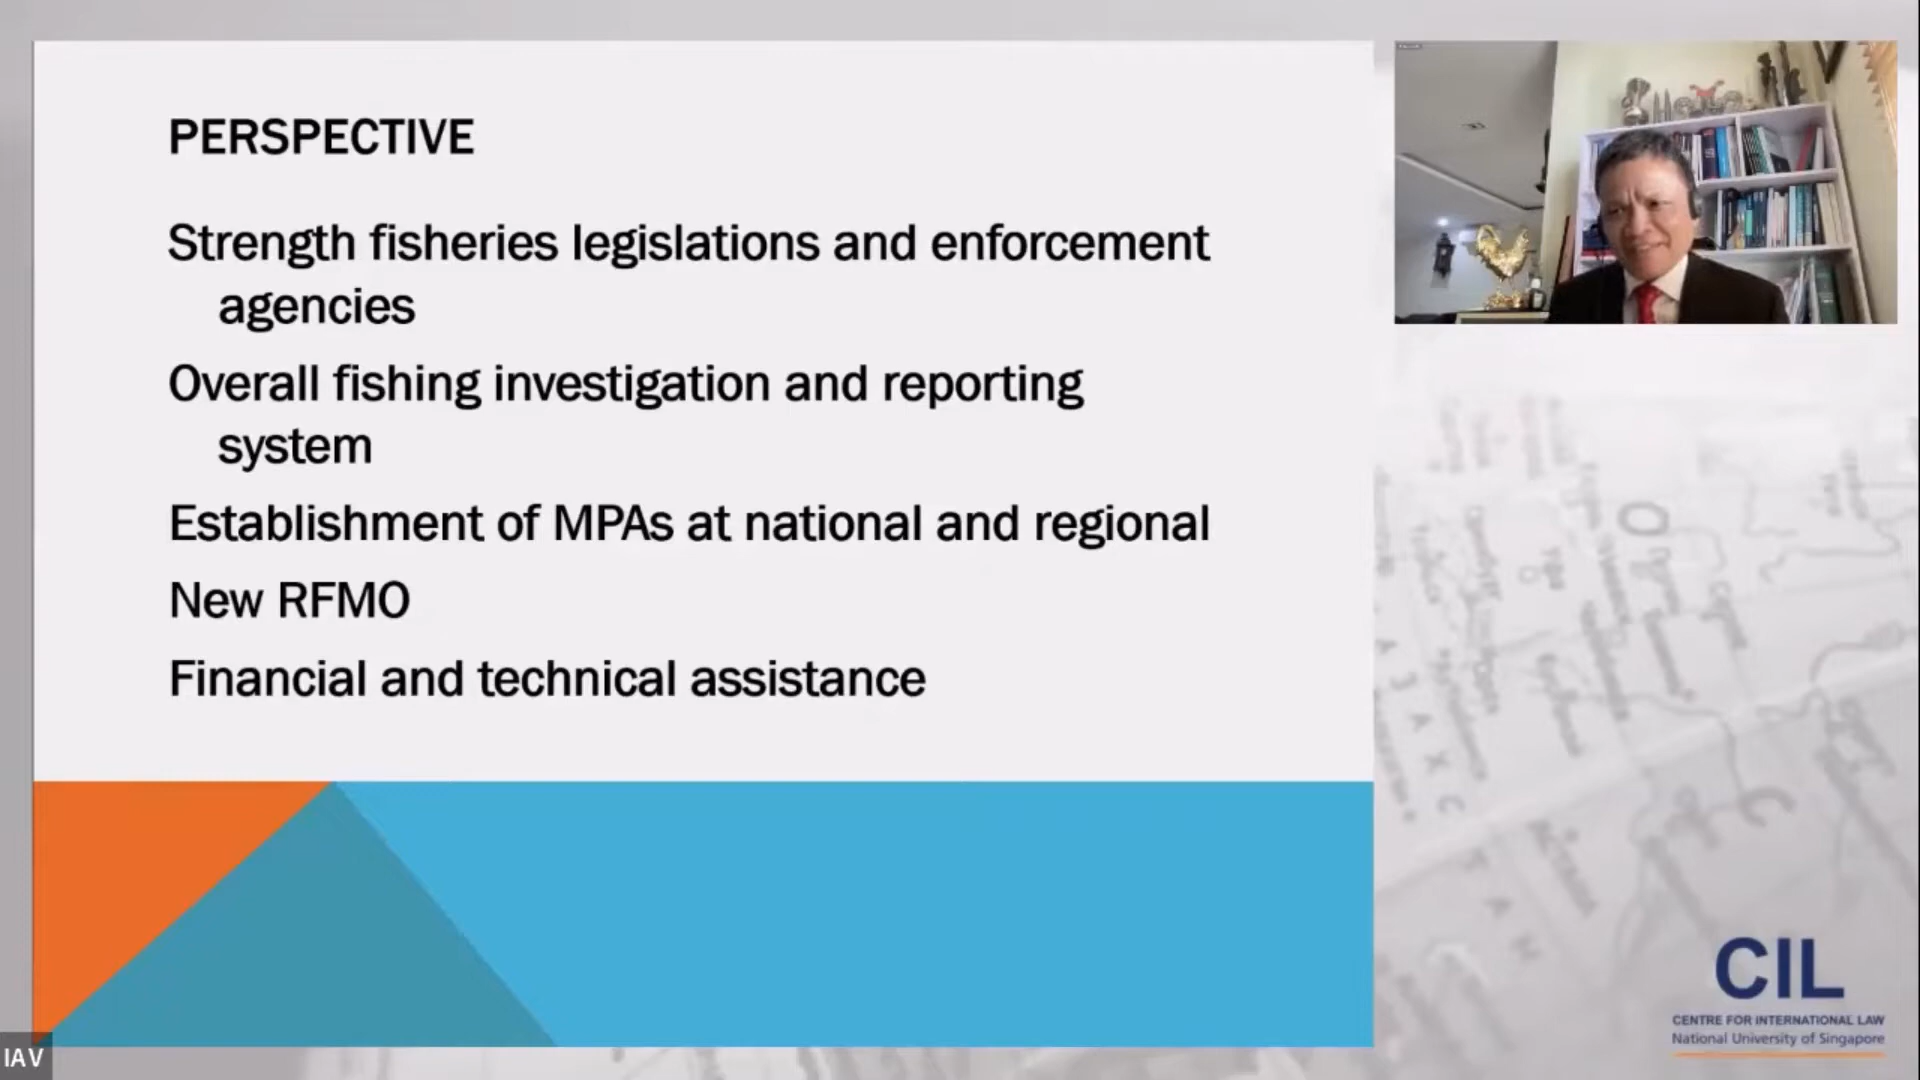 PERSPECTIVE
Strength fisheries legislations and enforcement
agencies
Overall fishing investigation and reporting
system
Establishment of MPAs at national and regional
New RFMO
Financial and technical assistance
CIL
CENTRE FOR INTERNATIONAL LAW
National University of Singapore
IAV